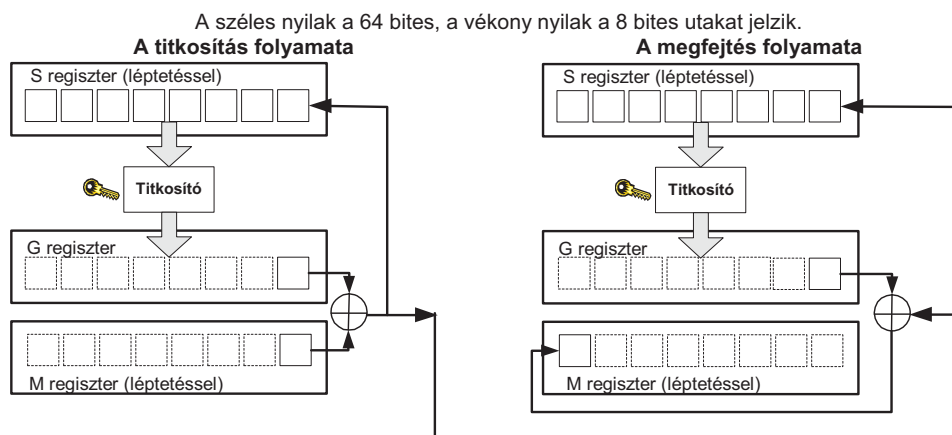 A széles nyilak a 64 bites, a vékony nyilak a 8 bites utakat jelzik.
A titkosítás folyamata
S regiszter (léptetéssel)
Titkosító
G regiszter
M regiszter (léptetéssel)
A megfejtés folyamata
S regiszter (léptetéssel)
Titkosító
G regiszter
M regiszter (léptetéssel)